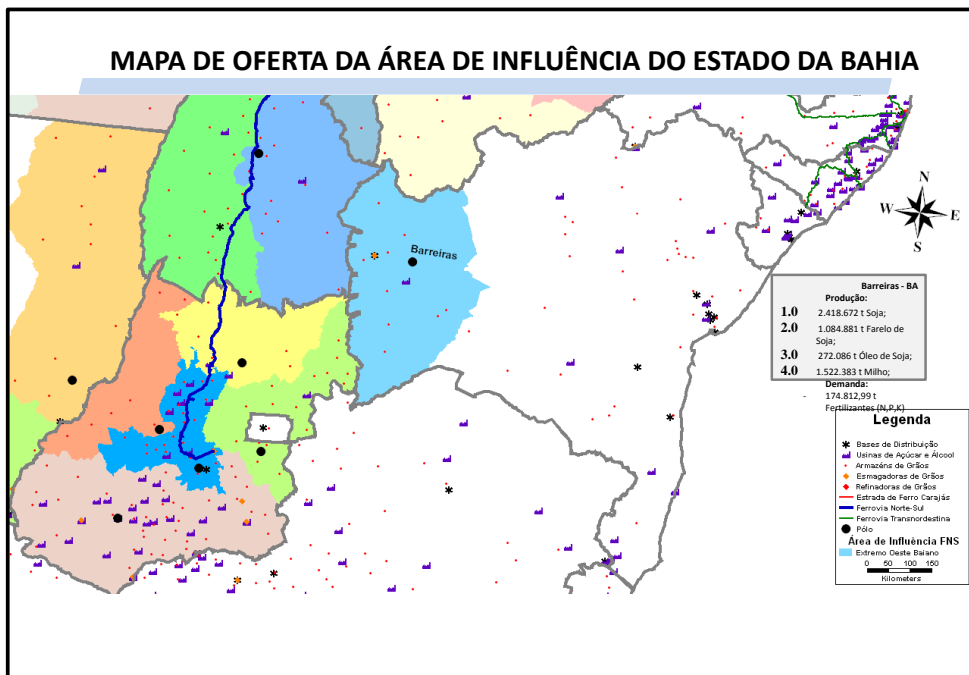 MAPA DE OFERTA DA ÁREA DE INFLUÊNCIA DO ESTADO DA BAHIA
N
W
E
S
Barreiras
Barreiras - BA
Produção:
1.0 2.418.672 t Soja;
2.0 1.084.881 t Farelo de
Soja;
3.0 272.086 t Óleo de Soja;
4.0 1.522.383 t Milho;
Demanda:
- 174.812,99 t
Fertilizantes (N,P,K)
Legenda
Bases de Distribuição
Usinas de Açúcar e Álcool
Armazéns de Grãos
Esmagadoras de Grãos
Refinadoras de Grãos
Estrada de Ferro Carajás
Ferrovia Norte-Sul
Ferrovia Transnordestina
Pólo
Área de Influência FNS
Extremo Oeste Baiano
0 50 100 150
Kilometers